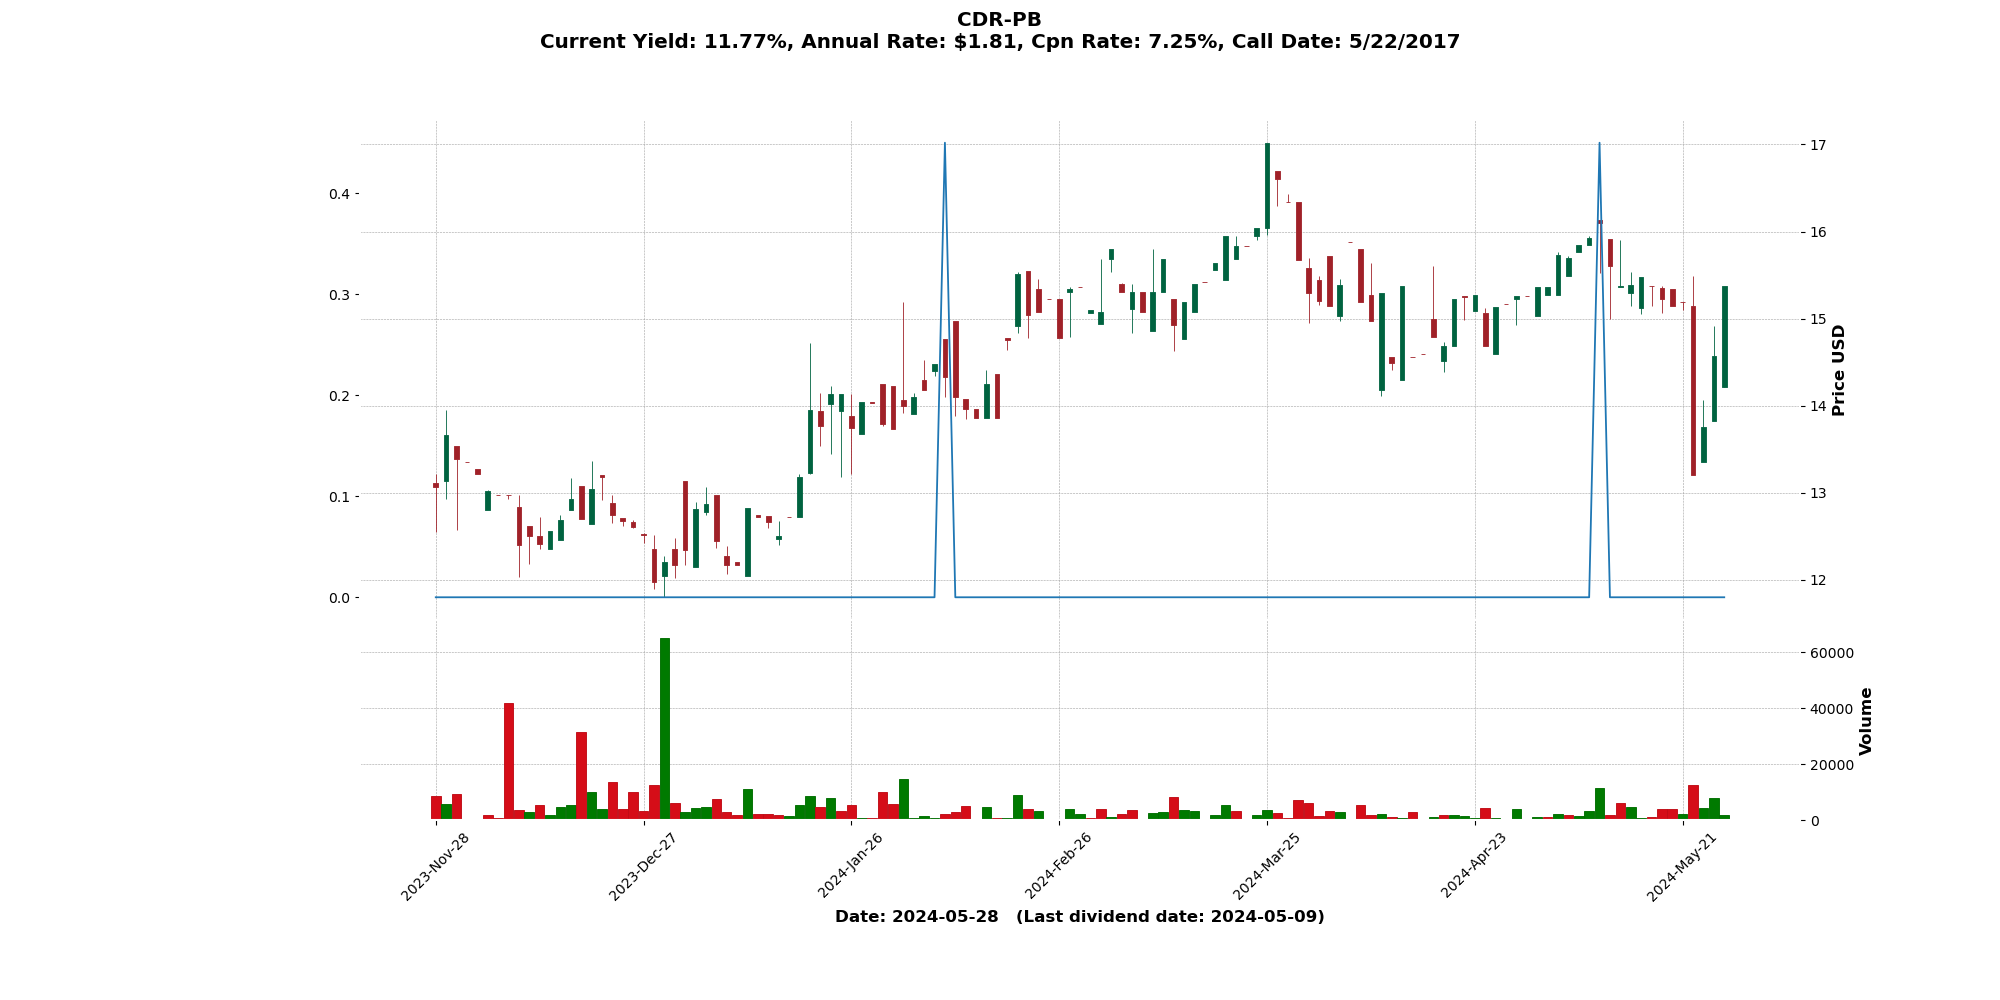 CDR-PB
Current Yield: 11.77%, Annual Rate: $1.81, Cpn Rate: 7.25%, Call Date: 5/22/2017
0.4
0.3
0.2
0.1
0.0
17
16
15
14
13
12
Price USD
60000
40000
20000
0
Volume
2023-Nov-28
2023-Dec-27
2024-Jan-26
2024-Feb-26
2024-Mar-25
2024-Apr-23
2024-May-21
Date: 2024-05-28 (Last dividend date: 2024-05-09)